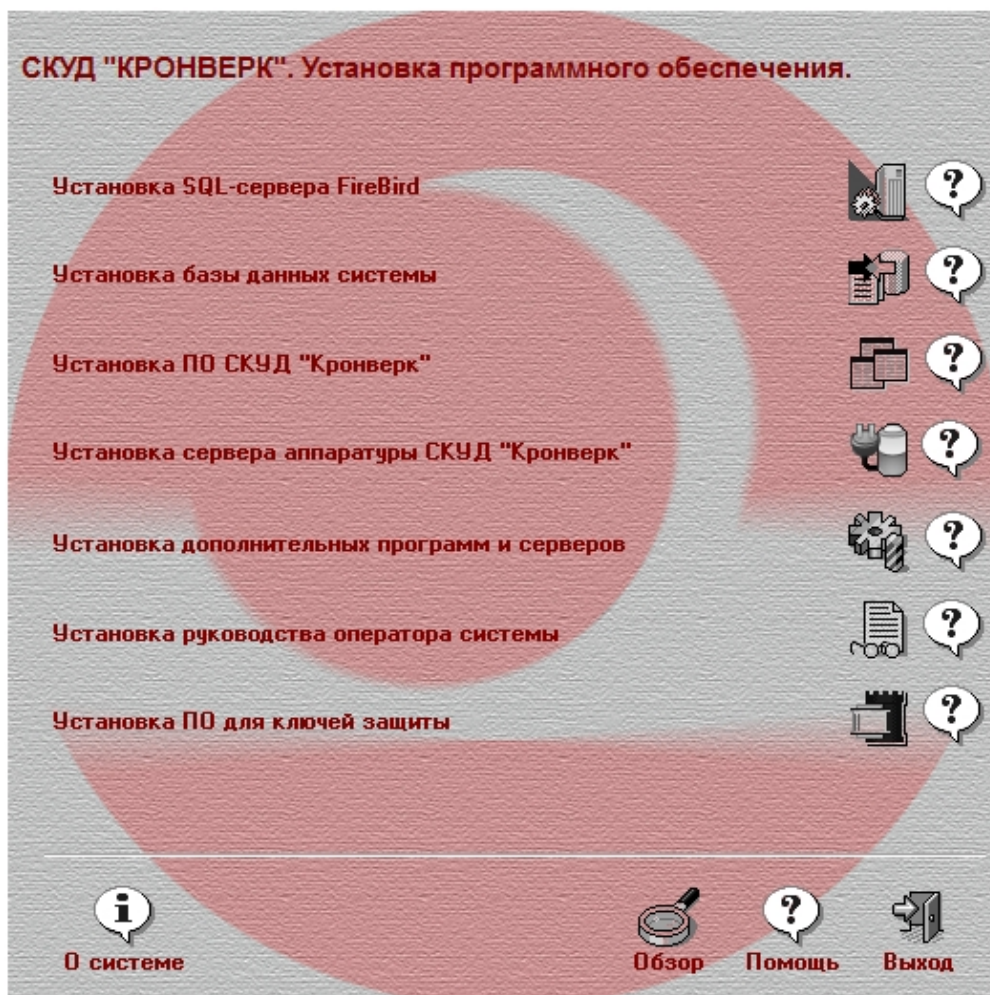 СКУД "КРОНВЕРК". Установка программного обеспечения.
Установка SQL-сервера FireBird
Установка базы данных системы
Установка ПО СКУД "Кронверк"
Установка сервера аппаратуры СКУД "Кронверк"
Установка дополнительных программ и серверов
Установка руководства оператора системы
Установка ПО для ключей защиты
О системе
Обзор
Помощь
Выход